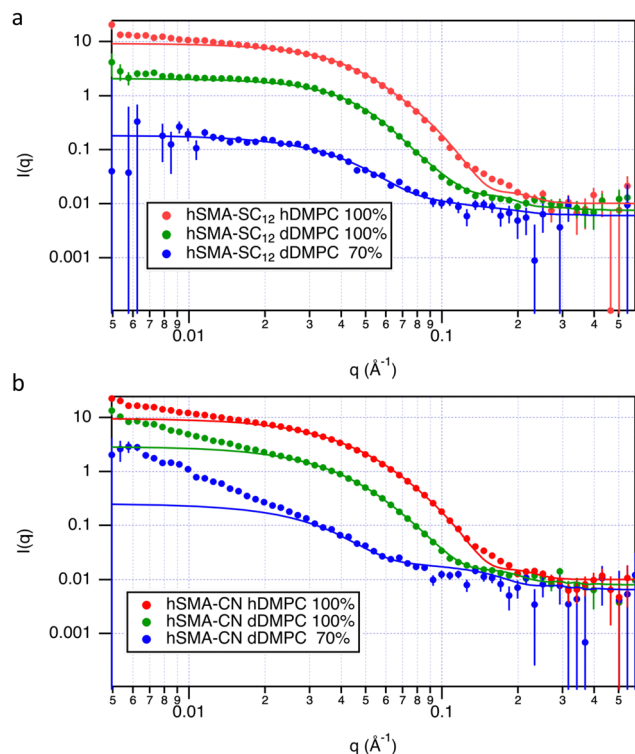 a
10
1
0.1
0.01
0.001
I(q)
hSMA-SC₁₂ hDMPC 100%
hSMA-SC₁₂ dDMPC 100%
hSMA-SC₁₂ dDMPC 70%
5 6 7 8 9 0.01 2 3 4 5 6 7 8 9 0.1 2 3 4 5
q (Å⁻¹)
b
10
1
0.1
0.01
0.001
I(q)
hSMA-CN hDMPC 100%
hSMA-CN dDMPC 100%
hSMA-CN dDMPC 70%
5 6 7 8 9 0.01 2 3 4 5 6 7 8 9 0.1 2 3 4 5
q (Å⁻¹)